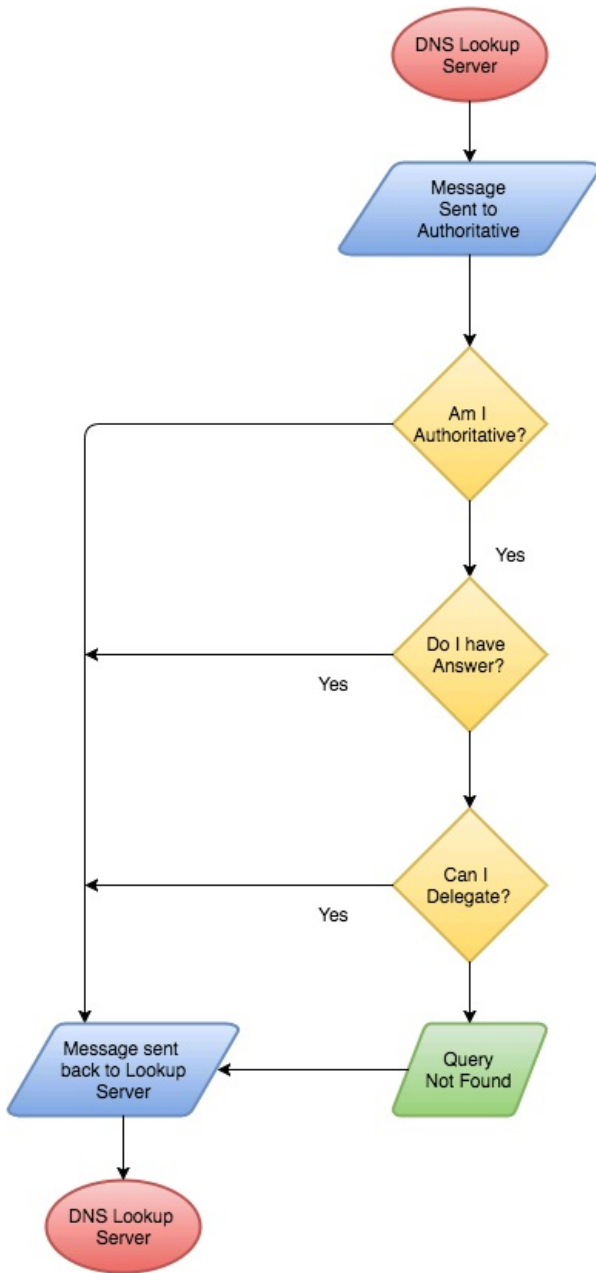 DNS Lookup
Server
Message
Sent to
Authoritative
Am I
Authoritative?
Yes
Do I have
Answer?
Yes
Can I
Delegate?
Yes
Message sent
back to Lookup
Server
Query
Not Found
DNS Lookup
Server